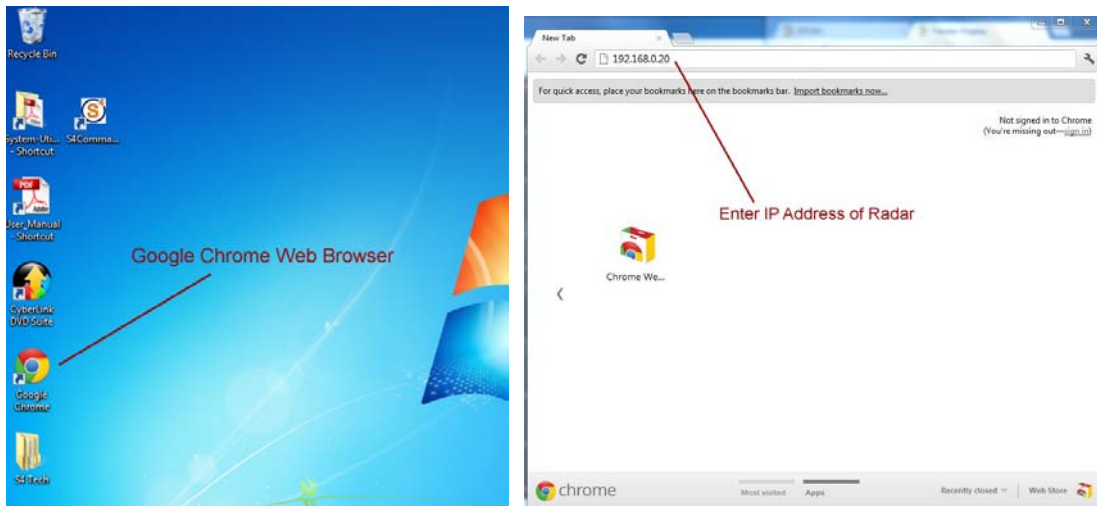 Recycle Bin
System-Uti...
- Shortcut
S4Comma...
PDF
Adobe
User_Manual
- Shortcut
CyberLink
DVD Suite
Google
Chrome
S4 Tech
Google Chrome Web Browser
New Tab
192.168.0.20
For quick access, place your bookmarks here on the bookmarks bar. Import bookmarks now...
Not signed in to Chrome
(You're missing out—sign in)
Enter IP Address of Radar
Chrome We...
chrome
Most visited
Apps
Recently closed
Web Store